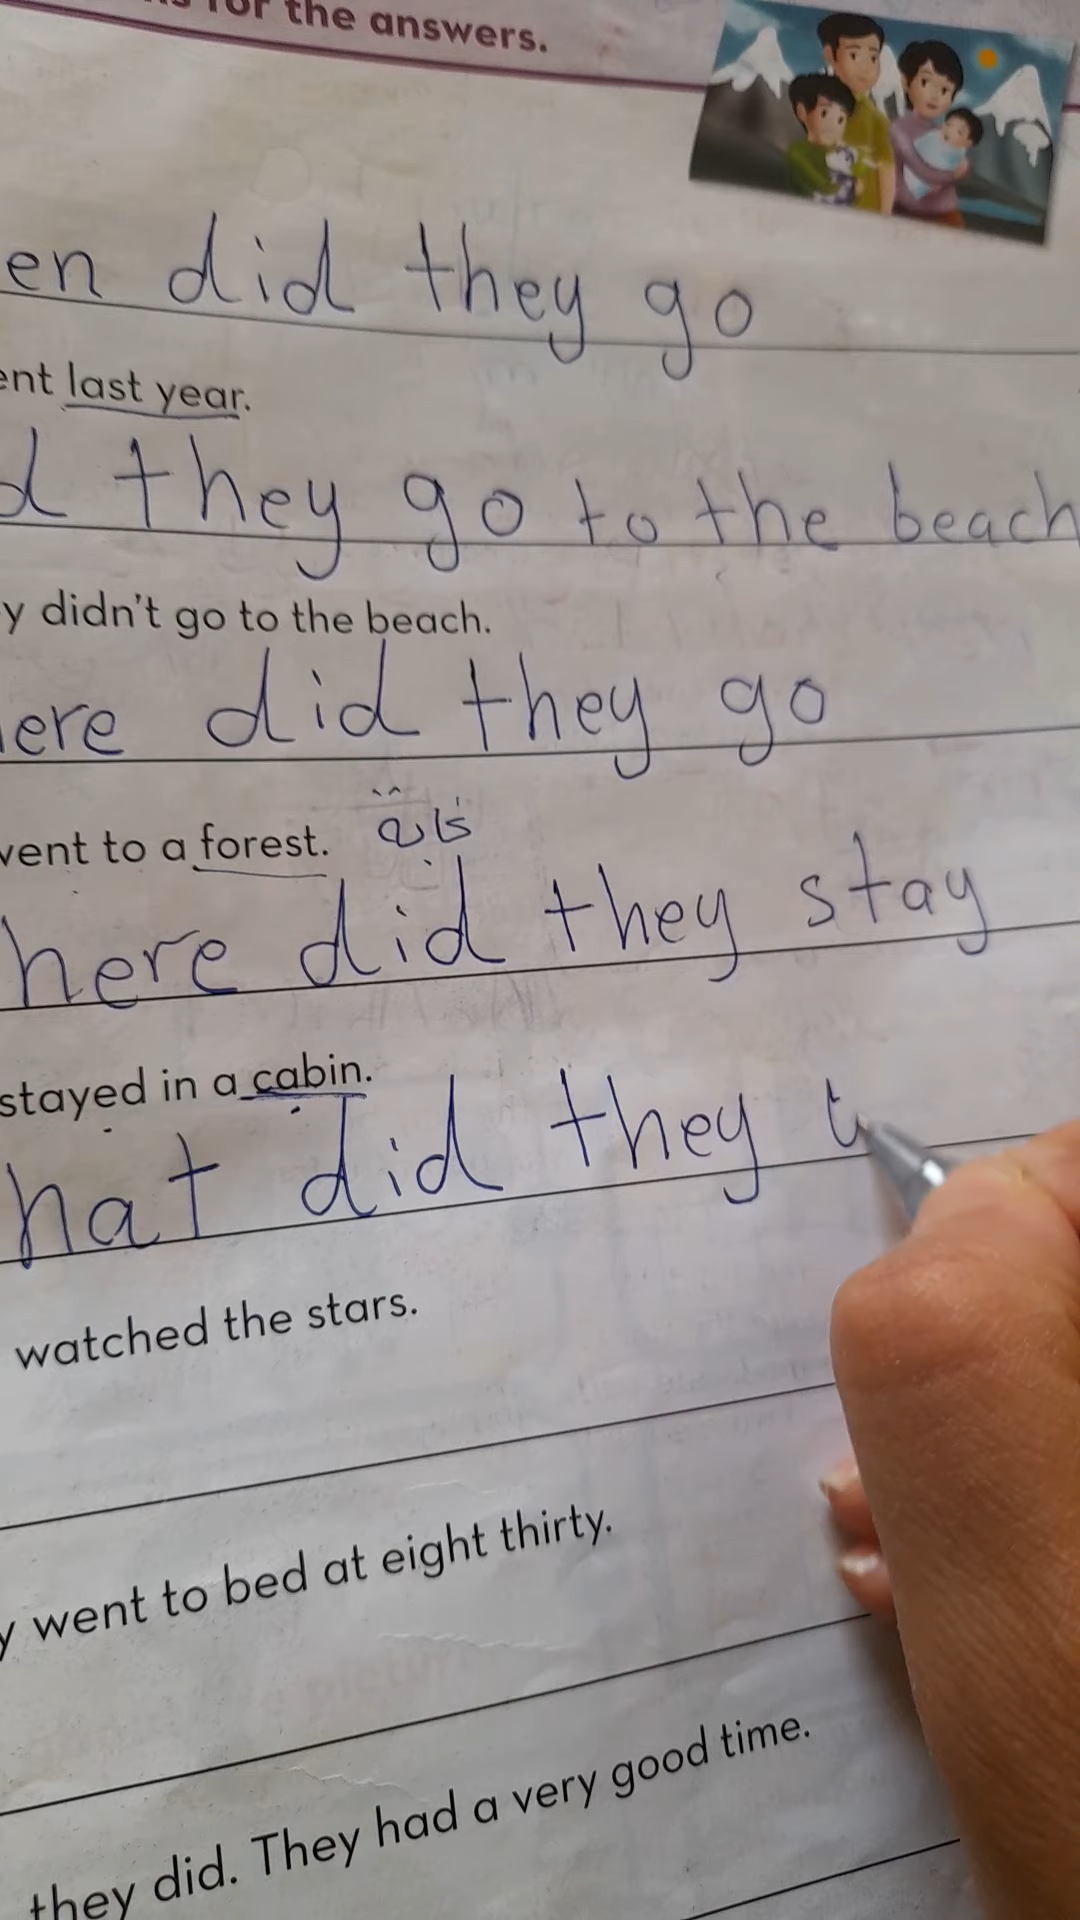 for the answers.
en did they go
ent last year.
d they go to the beach
y didn't go to the beach.
ere did they go
went to a forest.
here did they stay
stayed in a cabin.
hat did they
watched the stars.
y went to bed at eight thirty.
they did. They had a very good time.